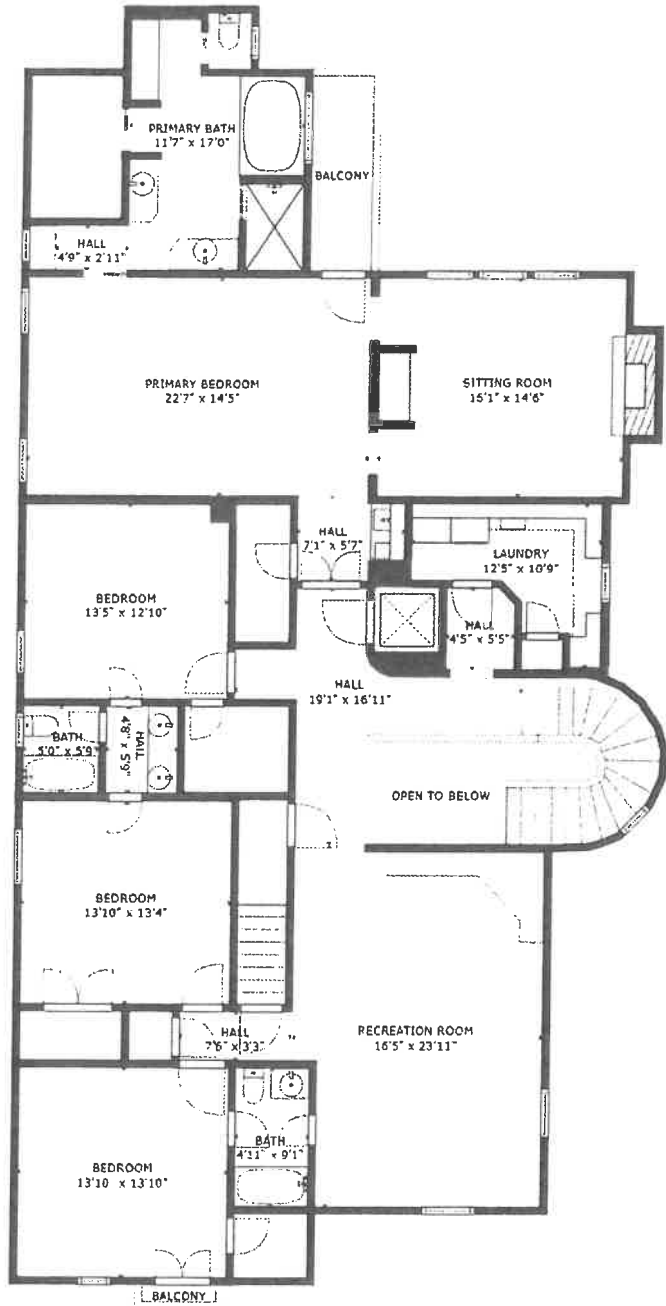 PRIMARY BATH
11'7" x 17'0"
BALCONY
HALL
4'9" x 2'11"
PRIMARY BEDROOM
22'7" x 14'5"
SITTING ROOM
15'1" x 14'6"
HALL
7'1" x 5'7"
LAUNDRY
12'5" x 10'9"
BEDROOM
13'5" x 12'10"
HALL
4'5" x 5'5"
HALL
19'1" x 16'11"
BATH
5'0" x 5'9"
HALL
4'8" x 5'9"
OPEN TO BELOW
BEDROOM
13'10" x 13'4"
HALL
7'6" x 3'3"
RECREATION ROOM
16'5" x 23'11"
BATH
4'11" x 9'1"
BEDROOM
13'10 x 13'10"
BALCONY